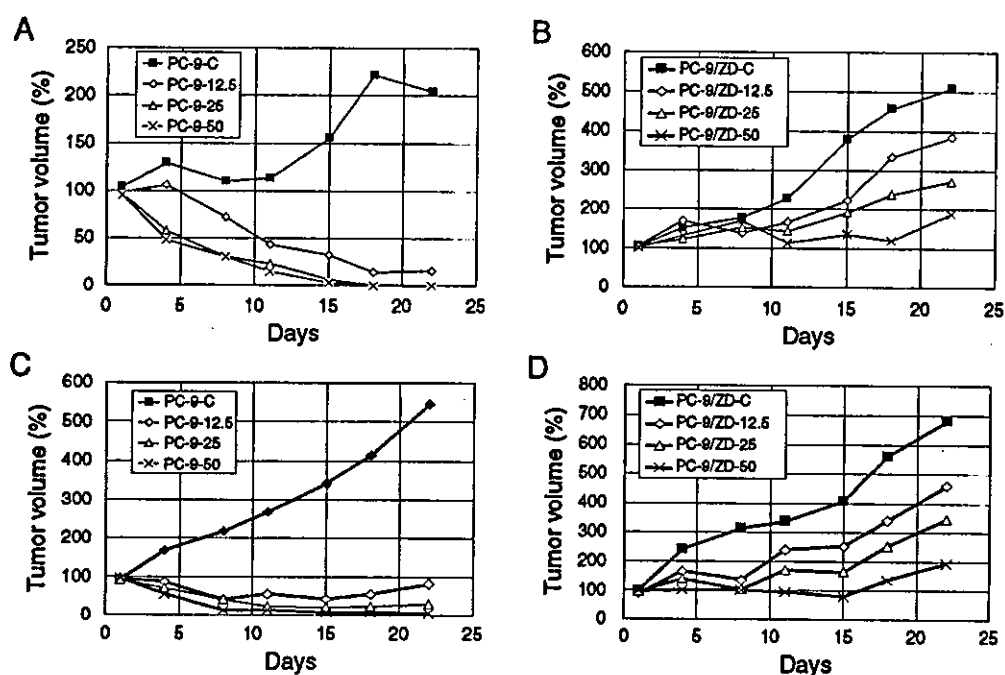 A
Tumor volume (%)
250
200
150
100
50
0
PC-9-C
PC-9-12.5
PC-9-25
PC-9-50
0 5 10 15 20 25
Days
B
Tumor volume (%)
600
500
400
300
200
100
0
PC-9/ZD-C
PC-9/ZD-12.5
PC-9/ZD-25
PC-9/ZD-50
0 5 10 15 20 25
Days
C
Tumor volume (%)
600
500
400
300
200
100
0
PC-9-C
PC-9-12.5
PC-9-25
PC-9-50
0 5 10 15 20 25
Days
D
Tumor volume (%)
800
700
600
500
400
300
200
100
0
PC-9/ZD-C
PC-9/ZD-12.5
PC-9/ZD-25
PC-9/ZD-50
0 5 10 15 20 25
Days